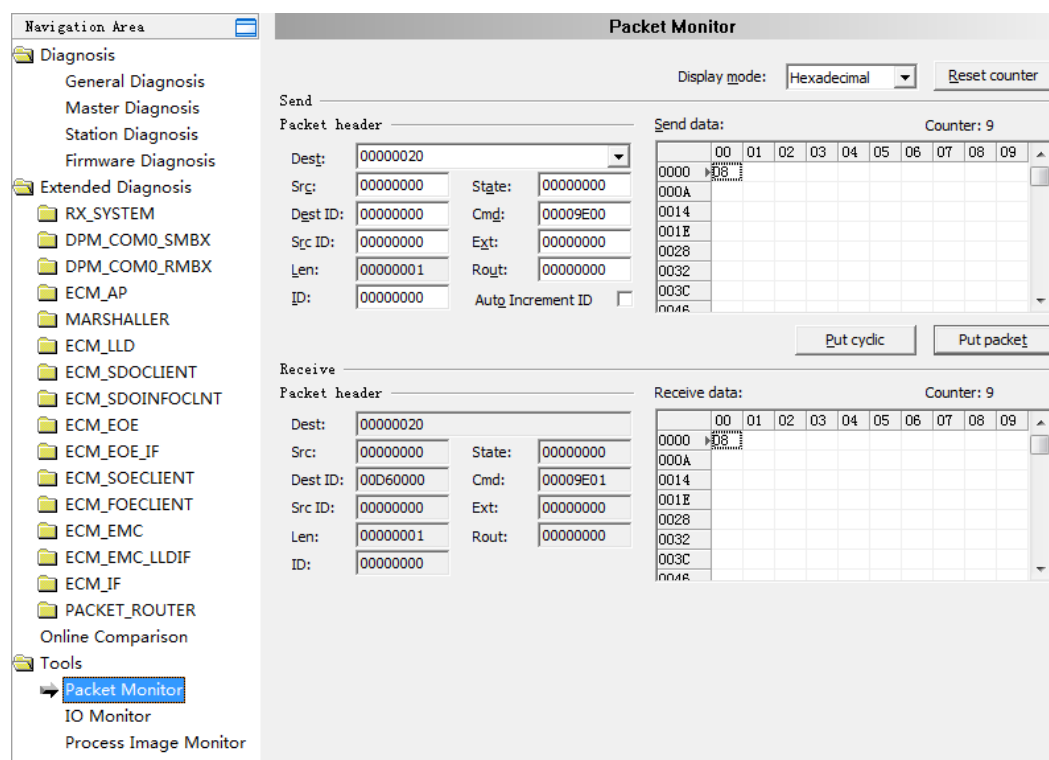 Navigation Area
Diagnosis
General Diagnosis
Master Diagnosis
Station Diagnosis
Firmware Diagnosis
Extended Diagnosis
RX_SYSTEM
DPM_COM0_SMBX
DPM_COM0_RMBX
ECM_AP
MARSHALLER
ECM_LLD
ECM_SDOCLIENT
ECM_SDOINFOCLNT
ECM_EOE
ECM_EOE_IF
ECM_SOECLIENT
ECM_FOECLIENT
ECM_EMC
ECM_EMC_LLDIF
ECM_IF
PACKET_ROUTER
Online Comparison
Tools
Packet Monitor
IO Monitor
Process Image Monitor
Packet Monitor
Display mode: Hexadecimal Reset counter
Send
Packet header
Dest: 00000020
Src: 00000000 State: 00000000
Dest ID: 00000000 Cmd: 00009E00
Src ID: 00000000 Ext: 00000000
Len: 00000001 Rout: 00000000
ID: 00000000 Auto Increment ID
Send data: Counter: 9
00 01 02 03 04 05 06 07 08 09
0000 D8
000A
0014
001E
0028
0032
003C
0046
Put cyclic Put packet
Receive
Packet header
Dest: 00000020
Src: 00000000 State: 00000000
Dest ID: 00D60000 Cmd: 00009E01
Src ID: 00000000 Ext: 00000000
Len: 00000001 Rout: 00000000
ID: 00000000
Receive data: Counter: 9
00 01 02 03 04 05 06 07 08 09
0000 D8
000A
0014
001E
0028
0032
003C
0046